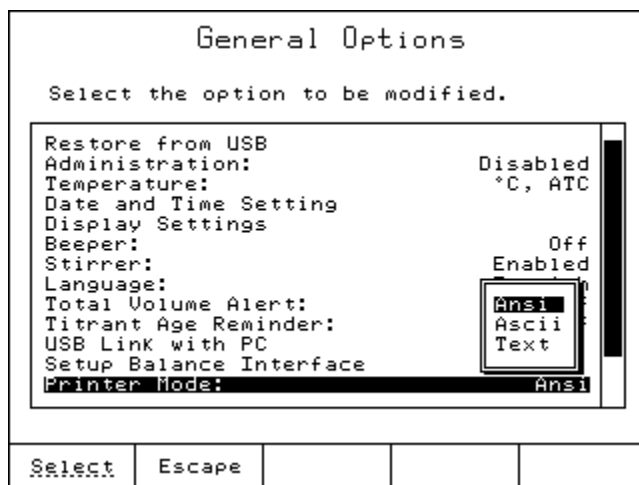 General Options
Select the option to be modified.
Restore from USB
Administration: Disabled
Temperature: °C, ATC
Date and Time Setting
Display Settings
Beeper: Off
Stirrer: Enabled
Language:
Total Volume Alert:
Titrant Age Reminder:
USB Link with PC
Setup Balance Interface
Printer Mode: Ansi
Ansi
Ascii
Text
Select Escape